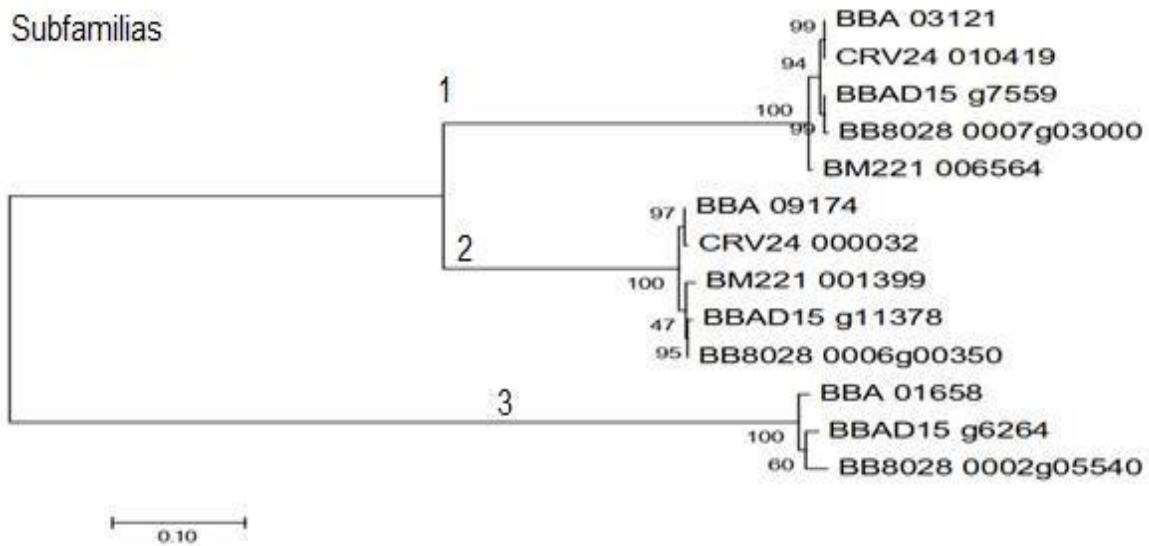 Subfamilias
99
BBA 03121
CRV24 010419
94
BBAD15 g7559
1
100
99
BB8028 0007g03000
BM221 006564
BBA 09174
97
CRV24 000032
2
BM221 001399
100
BBAD15 g11378
47
BB8028 0006g00350
95
BBA 01658
3
BBAD15 g6264
100
BB8028 0002g05540
60
0.10